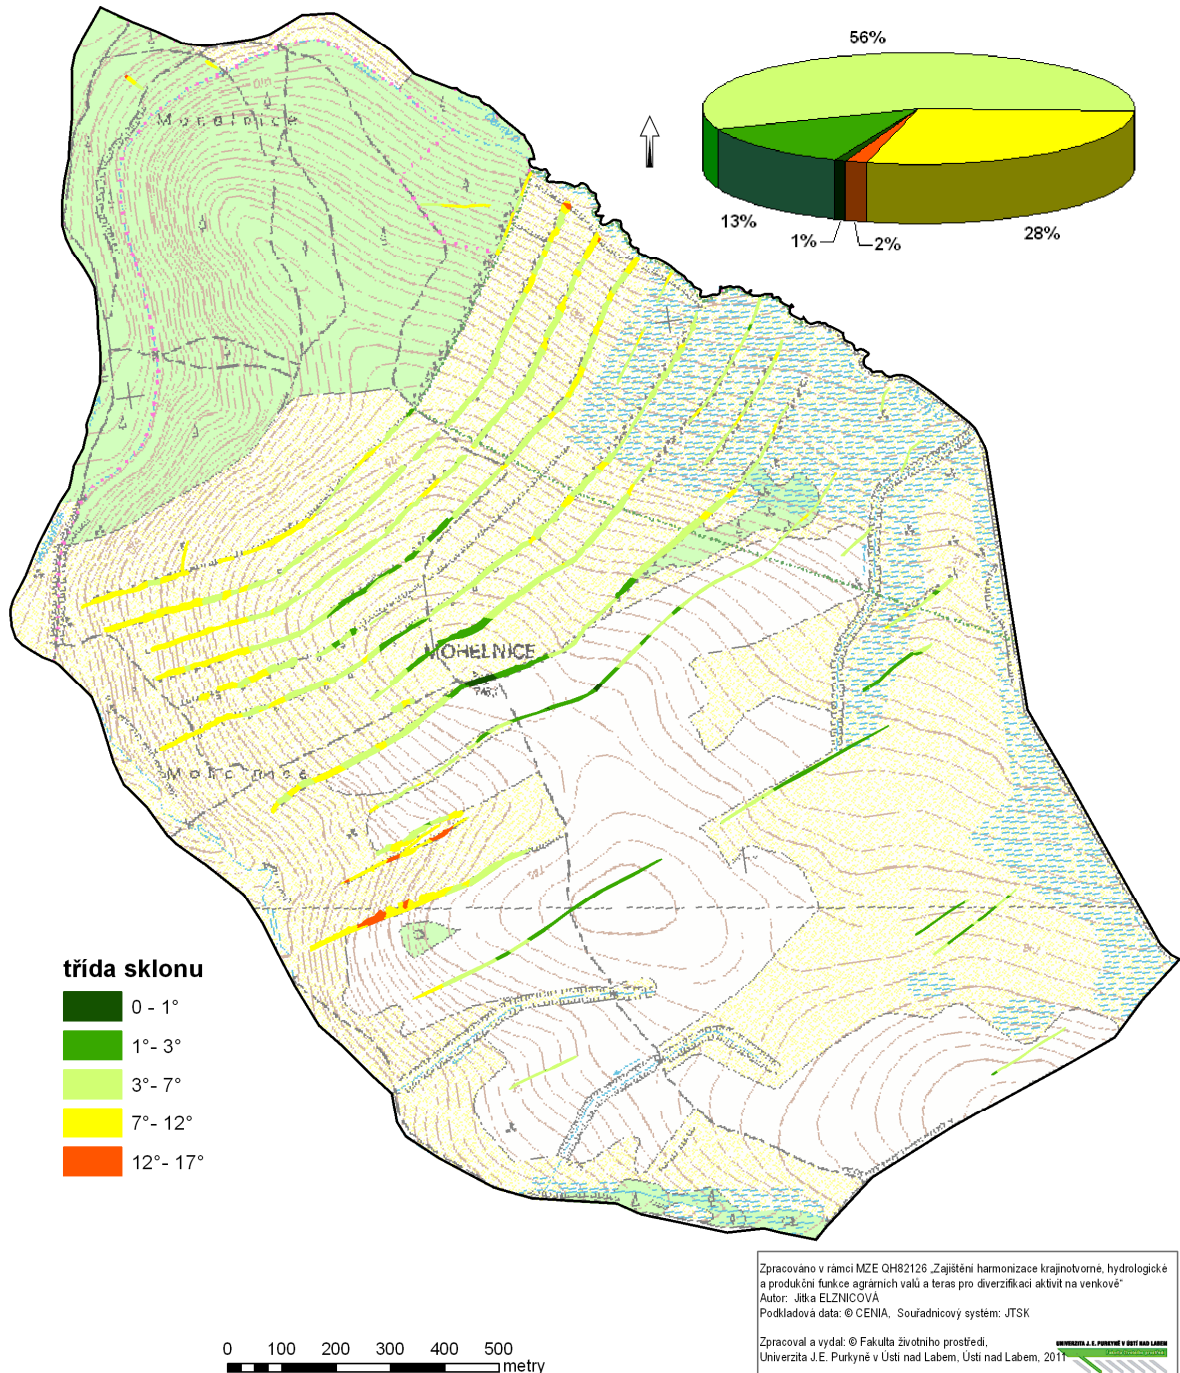 56%
13%
1%
2%
28%
Mohelnice
MOHELNICE
Mohelnice
třída sklonu
0 - 1°
1°- 3°
3°- 7°
7°- 12°
12°- 17°
0 100 200 300 400 500
metry
Zpracováno v rámci MZE QH82126 „Zajištění harmonizace krajinotvorné, hydrologické
a produkční funkce agrárních valů a teras pro diverzifikaci aktivit na venkově“
Autor: Jitka ELZNICOVÁ
Podkladová data: © CENIA, Souřadnicový systém: JTSK
Zpracoval a vydal: © Fakulta životního prostředí,
Univerzita J.E. Purkyně v Ústí nad Labem, Ústí nad Labem, 2011
UNIVERZITA J. E. PURKYNĚ V ÚSTÍ NAD LABEM